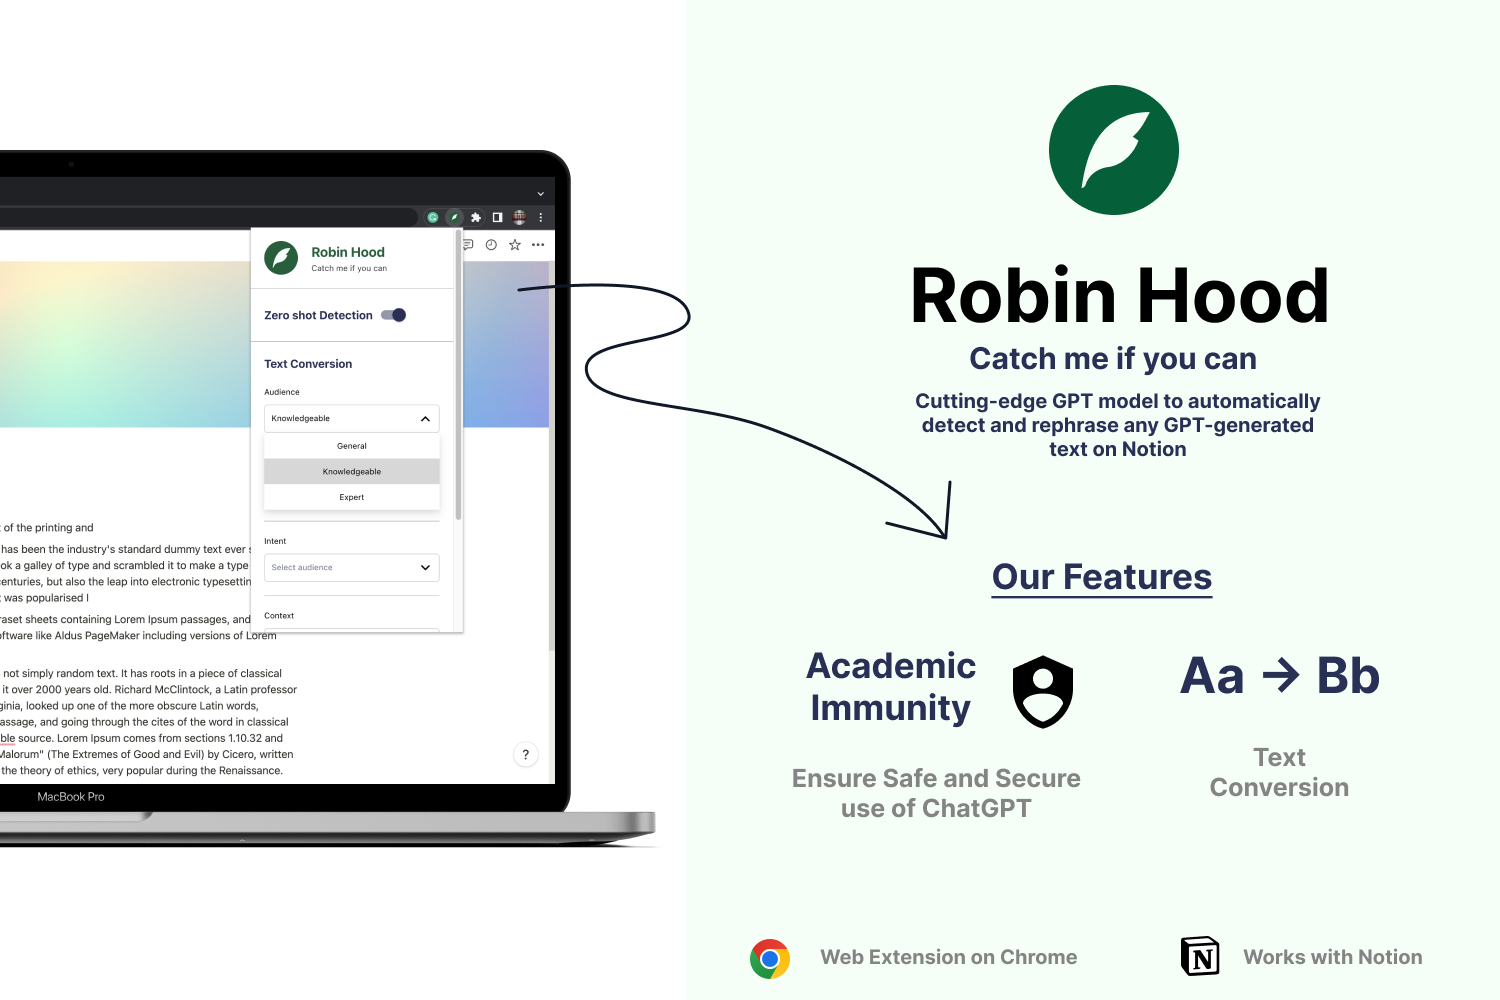 Robin Hood
Catch me if you can
Zero shot Detection
Text Conversion
Audience
Knowledgeable
General
Knowledgeable
Expert
Intent
Select audience
Context
t of the printing and
has been the industry's standard dummy text ever s
ook a galley of type and scrambled it to make a type
centuries, but also the leap into electronic typesettin
t was popularised I
raset sheets containing Lorem Ipsum passages, and
oftware like Aldus PageMaker including versions of Lorem
not simply random text. It has roots in a piece of classical
it over 2000 years old. Richard McClintock, a Latin professor
ginia, looked up one of the more obscure Latin words,
assage, and going through the cites of the word in classical
ble source. Lorem Ipsum comes from sections 1.10.32 and
Malorum" (The Extremes of Good and Evil) by Cicero, written
the theory of ethics, very popular during the Renaissance.
?
MacBook Pro
Robin Hood
Catch me if you can
Cutting-edge GPT model to automatically
detect and rephrase any GPT-generated
text on Notion
Our Features
Academic
Immunity
Ensure Safe and Secure
use of ChatGPT
Aa → Bb
Text
Conversion
Web Extension on Chrome
N
Works with Notion